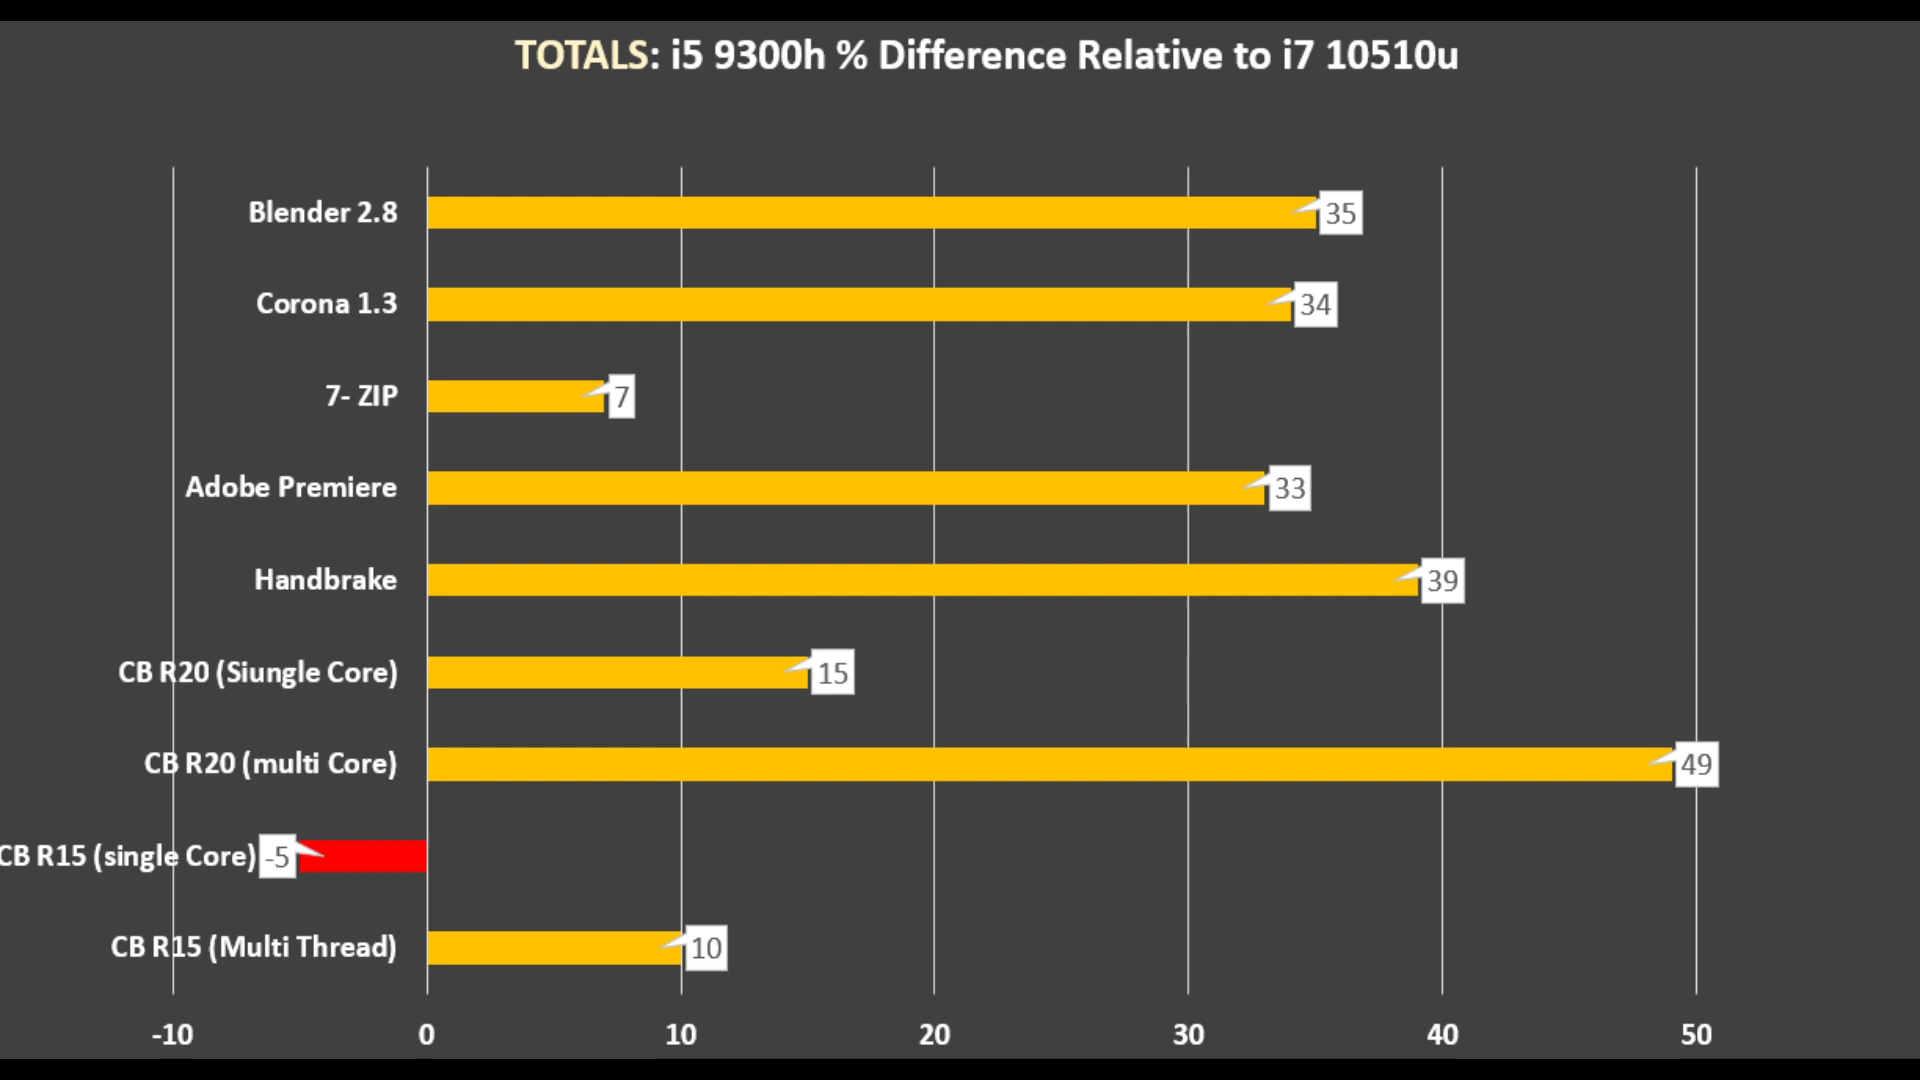 TOTALS: i5 9300h % Difference Relative to i7 10510u
Blender 2.8
35
Corona 1.3
34
7- ZIP
7
Adobe Premiere
33
Handbrake
39
CB R20 (Siungle Core)
15
CB R20 (multi Core)
49
CB R15 (single Core)
-5
CB R15 (Multi Thread)
10
-10 0 10 20 30 40 50